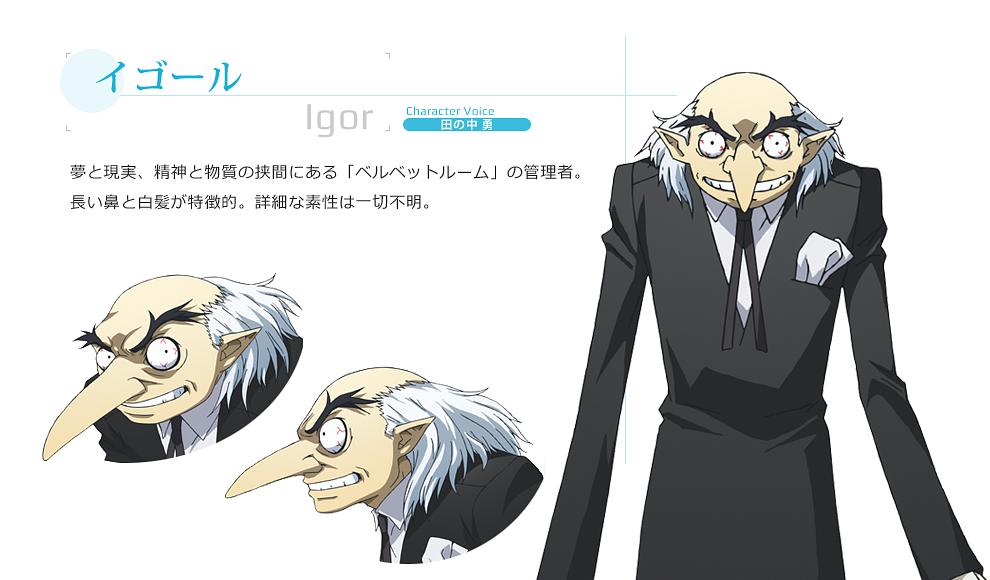 イゴール
Igor
Character Voice
田の中 勇
夢と現実、精神と物質の狭間にある「ベルベットルーム」の管理者。
長い鼻と白髪が特徴的。詳細な素性は一切不明。